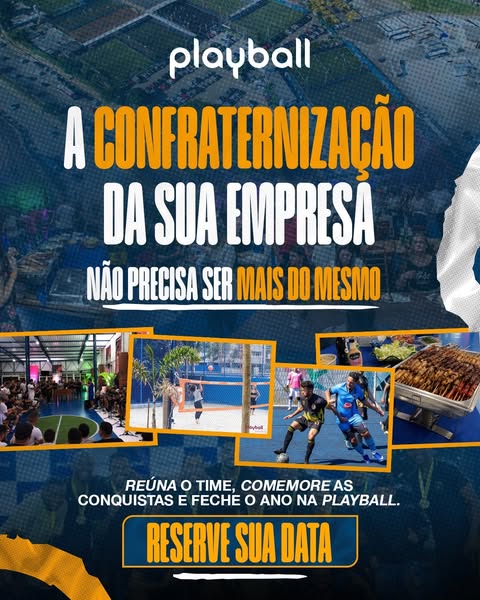 playball
A CONFRATERNIZAÇÃO
DA SUA EMPRESA
NÃO PRECISA SER MAIS DO MESMO
playball
REÚNA O TIME, COMEMORE AS
CONQUISTAS E FECHE O ANO NA PLAYBALL.
RESERVE SUA DATA